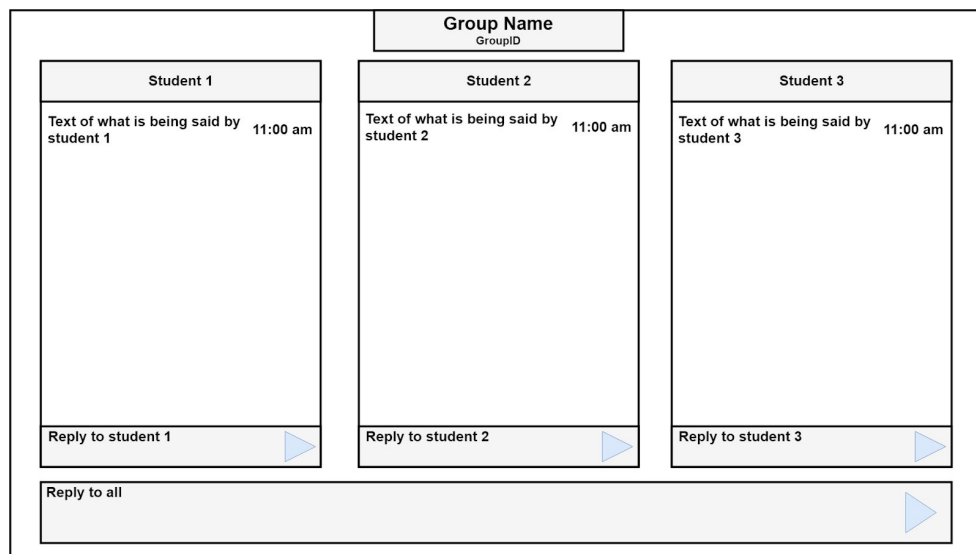 Group Name
GroupID
Student 1
Text of what is being said by
student 1
11:00 am
Reply to student 1
Student 2
Text of what is being said by
student 2
11:00 am
Reply to student 2
Student 3
Text of what is being said by
student 3
11:00 am
Reply to student 3
Reply to all